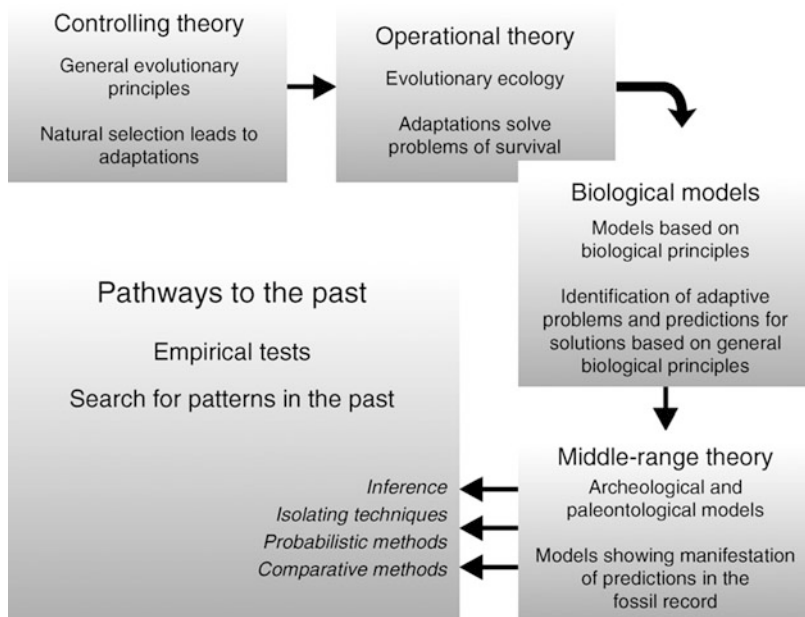 Controlling theory
General evolutionary
principles
Natural selection leads to
adaptations
Operational theory
Evolutionary ecology
Adaptations solve
problems of survival
Biological models
Models based on
biological principles
Identification of adaptive
problems and predictions for
solutions based on general
biological principles
Middle-range theory
Archeological and
paleontological models
Models showing manifestation
of predictions in the
fossil record
Pathways to the past
Empirical tests
Search for patterns in the past
Inference
Isolating techniques
Probabilistic methods
Comparative methods